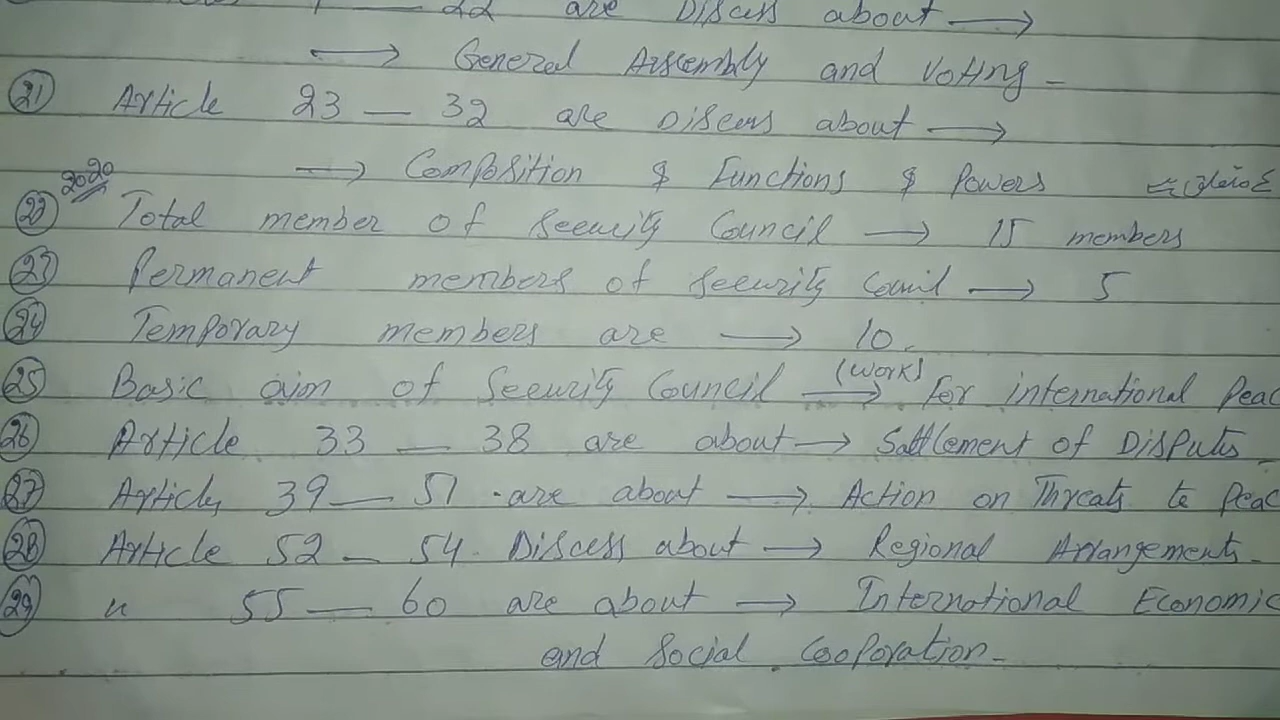 22 are Discuss about →
→ General Assembly and Voting -
(21) Article 23 — 32 are Discuss about →
→ Composition & Functions & Powers
2020
(22) Total member of Security Council → 15 members
(23) Permanent members of Security Council → 5
(24) Temporary members are → 10.
(25) Basic aim of Security Council (work) → for international Peac
(26) Article 33 — 38 are about → Sattlement of Disputes -
(27) Article, 39 — 51 are about → Action on Threats to Peac
(28) Article 52 — 54. Discuss about → Regional Arrangements -
(29) " 55 — 60 are about → International Economic
and Social Cooporation -